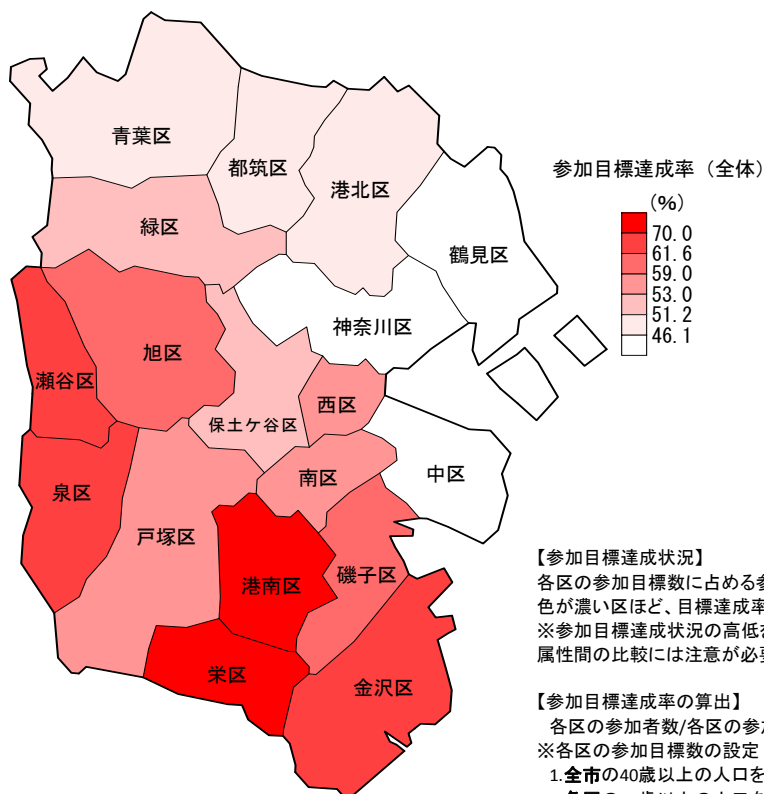 青葉区
都筑区
港北区
参加目標達成率（全体）
(%)
70.0
61.6
59.0
53.0
51.2
46.1
緑区
鶴見区
神奈川区
旭区
瀬谷区
西区
保土ケ谷区
中区
南区
泉区
戸塚区
港南区
磯子区
栄区
金沢区
【参加目標達成状況】
各区の参加目標数に占める参
色が濃い区ほど、目標達成率
※参加目標達成状況の高低
属性間の比較には注意が必
【参加目標達成率の算出】
各区の参加者数/各区の参
※各区の参加目標数の設定
1.全市の40歳以上の人口を